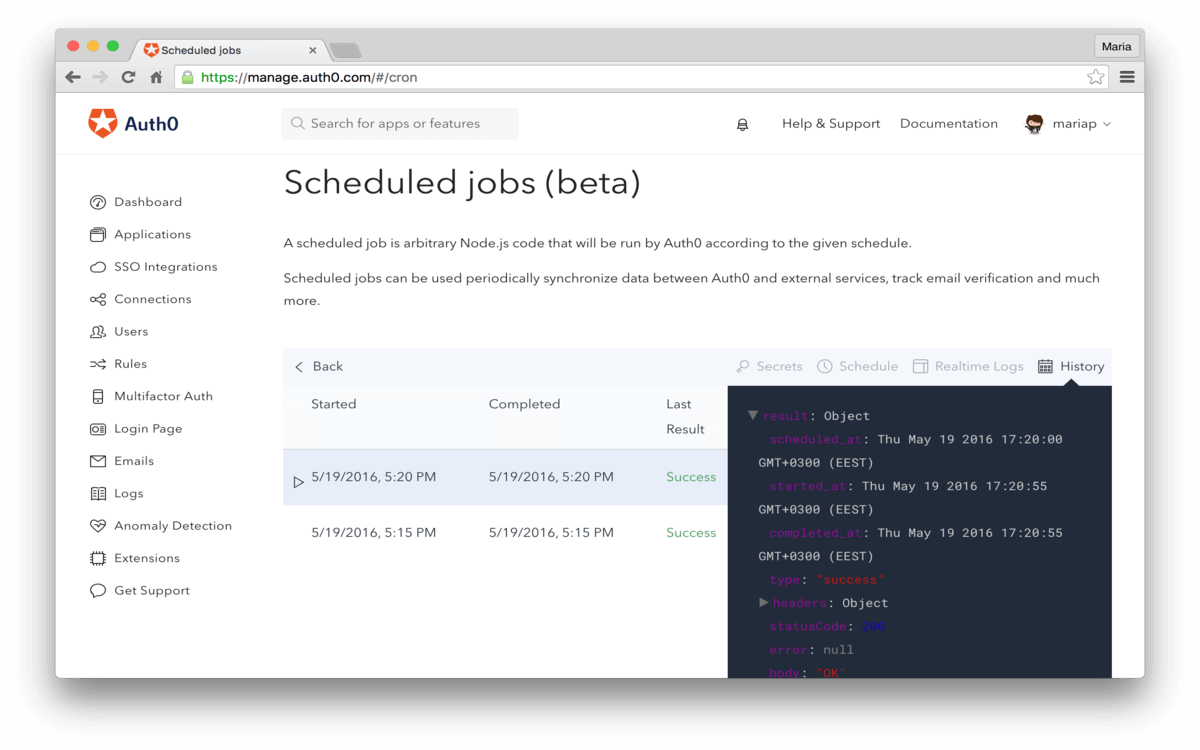 Scheduled jobs
Maria
https://manage.auth0.com/#/cron
Auth0
Search for apps or features
Help & Support
Documentation
mariap
Dashboard
Applications
SSO Integrations
Connections
Users
Rules
Multifactor Auth
Login Page
Emails
Logs
Anomaly Detection
Extensions
Get Support
Scheduled jobs (beta)
A scheduled job is arbitrary Node.js code that will be run by Auth0 according to the given schedule.
Scheduled jobs can be used periodically synchronize data between Auth0 and external services, track email verification and much
more.
Back
Secrets
Schedule
Realtime Logs
History
Started Completed Last
Result
5/19/2016, 5:20 PM 5/19/2016, 5:20 PM Success
5/19/2016, 5:15 PM 5/19/2016, 5:15 PM Success
result: Object
scheduled_at: Thu May 19 2016 17:20:00
GMT+0300 (EEST)
started_at: Thu May 19 2016 17:20:55
GMT+0300 (EEST)
completed_at: Thu May 19 2016 17:20:55
GMT+0300 (EEST)
type: "success"
headers: Object
statusCode: 200
error: null
body: "OK"